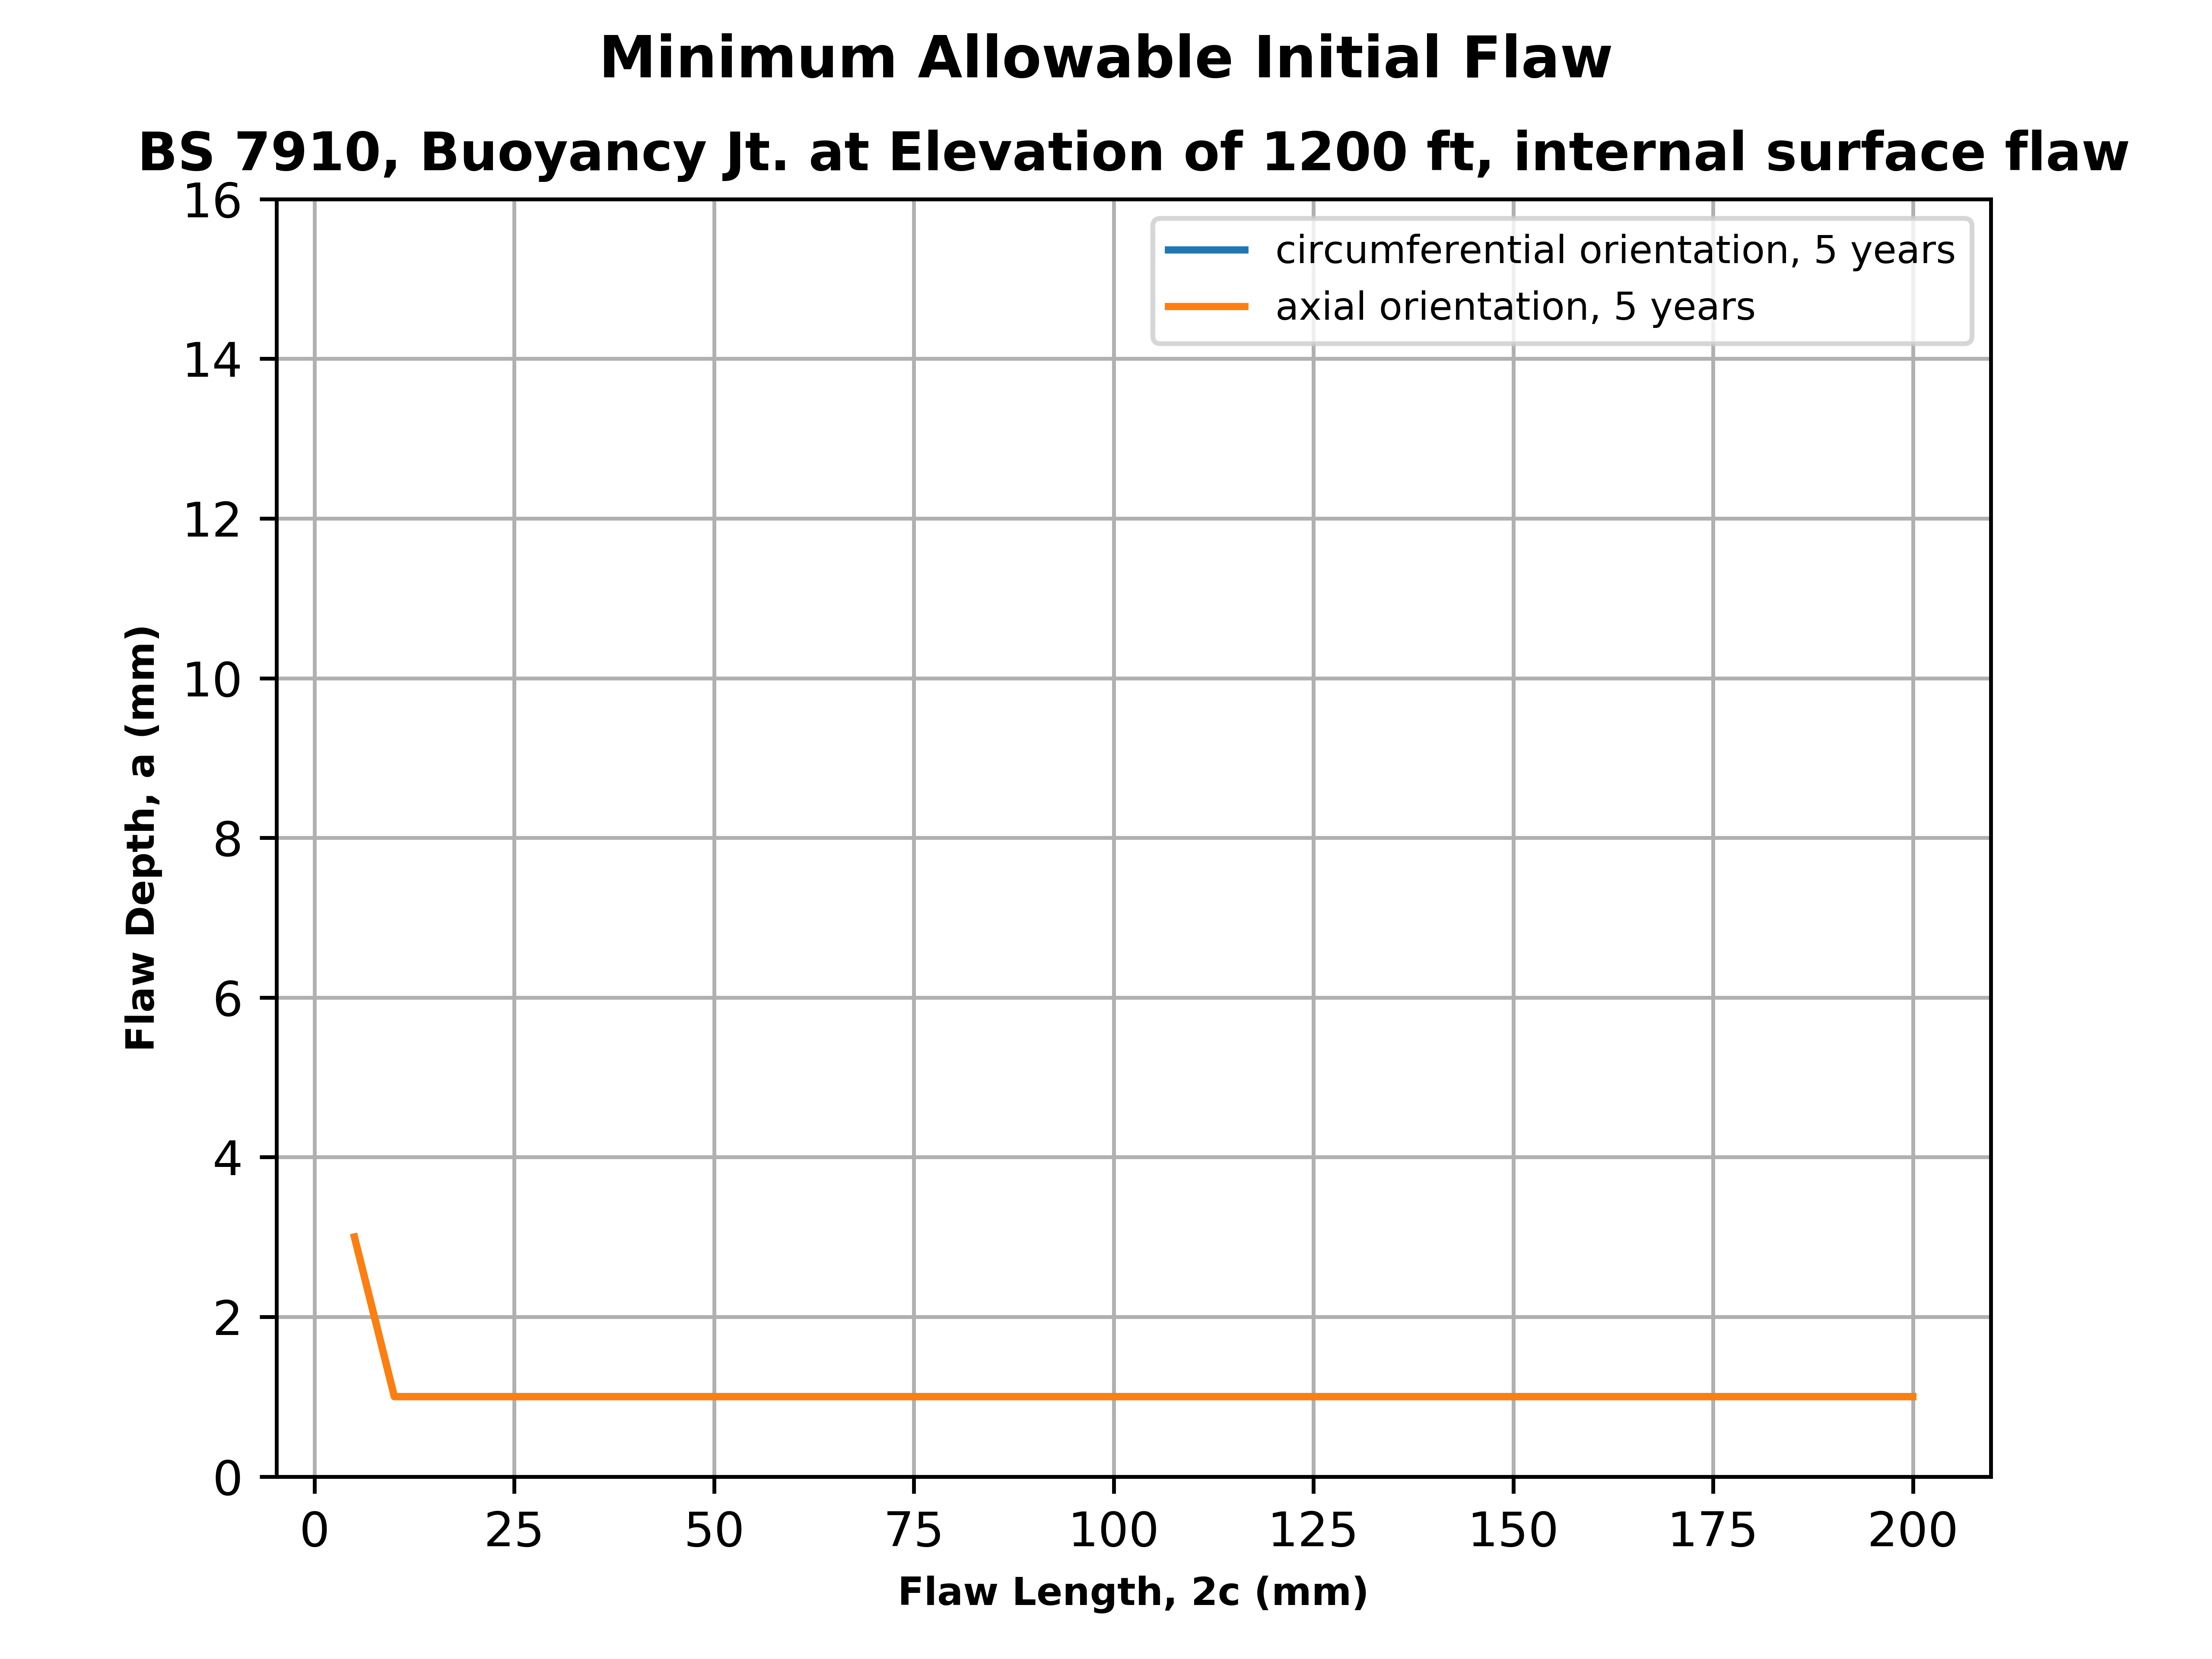 Minimum Allowable Initial Flaw
BS 7910, Buoyancy Jt. at Elevation of 1200 ft, internal surface flaw
circumferential orientation, 5 years
axial orientation, 5 years
16
14
12
10
8
6
4
2
0
Flaw Depth, a (mm)
0 25 50 75 100 125 150 175 200
Flaw Length, 2c (mm)